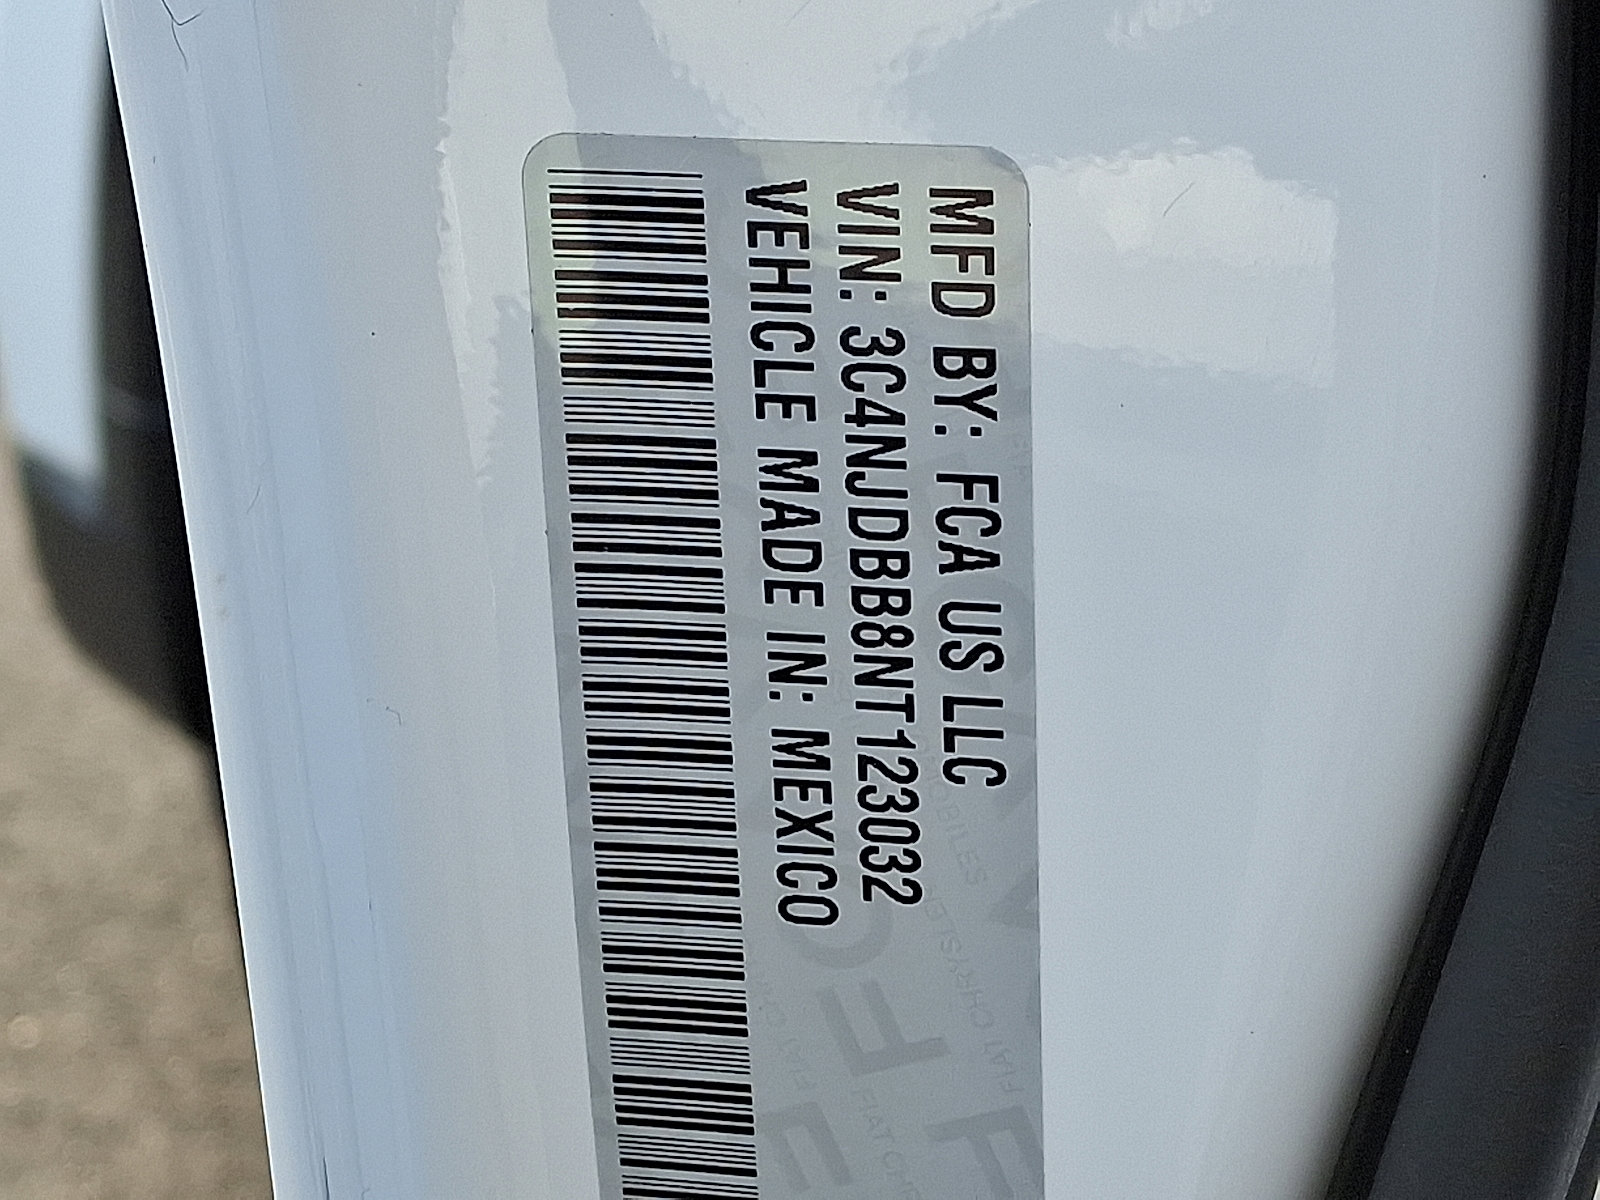 MFD BY: FCA US LLC
VIN: 3C4NJDBB8NT123032
VEHICLE MADE IN: MEXICO